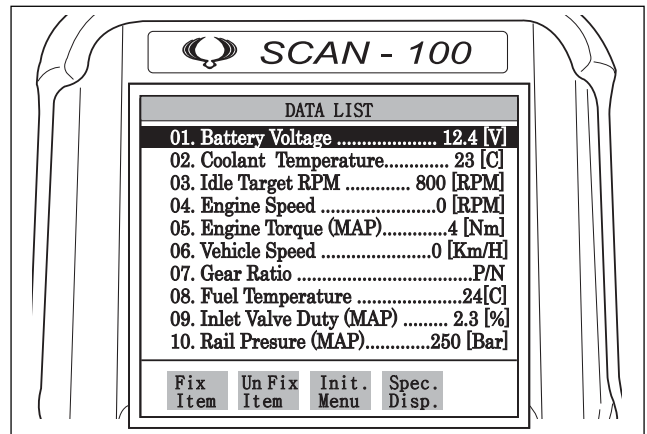 SCAN - 100
DATA LIST
01. Battery Voltage ................... 12.4 [V]
02. Coolant Temperature............. 23 [C]
03. Idle Target RPM ............ 800 [RPM]
04. Engine Speed .......................0 [RPM]
05. Engine Torque (MAP).............4 [Nm]
06. Vehicle Speed ......................0 [Km/H]
07. Gear Ratio ...................................P/N
08. Fuel Temperature .....................24[C]
09. Inlet Valve Duty (MAP) ......... 2.3 [%]
10. Rail Presure (MAP).............250 [Bar]
Fix Item
Un Fix Item
Init. Menu
Spec. Disp.